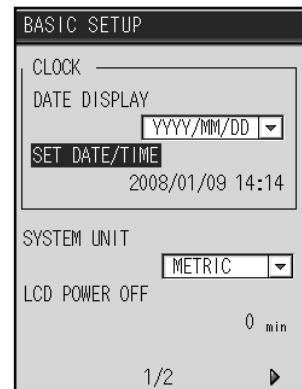 BASIC SETUP
CLOCK
DATE DISPLAY
YYYY/MM/DD
SET DATE/TIME
2008/01/09 14:14
SYSTEM UNIT
METRIC
LCD POWER OFF
0 min
1/2